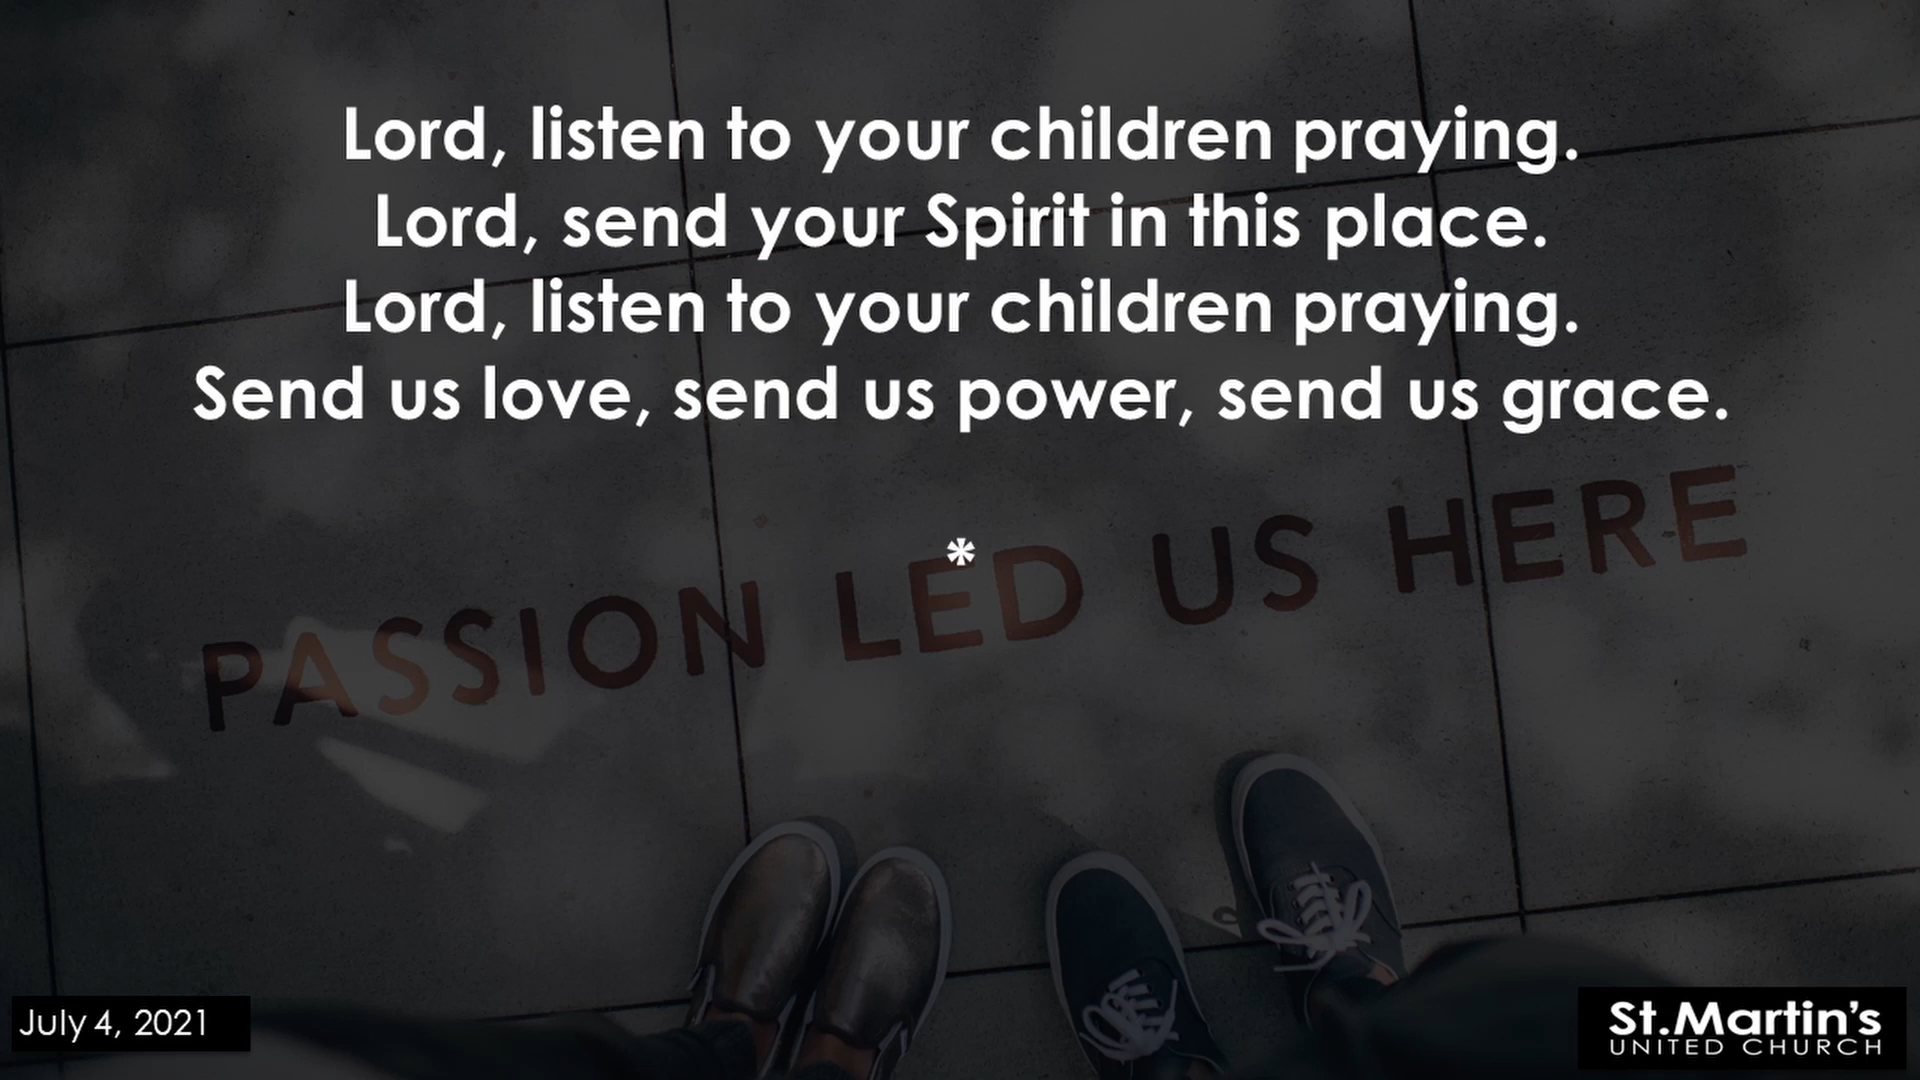 Lord, listen to your children praying.
Lord, send your Spirit in this place.
Lord, listen to your children praying.
Send us love, send us power, send us grace.
*
PASSION LED US HERE
July 4, 2021
St.Martin's
UNITED CHURCH